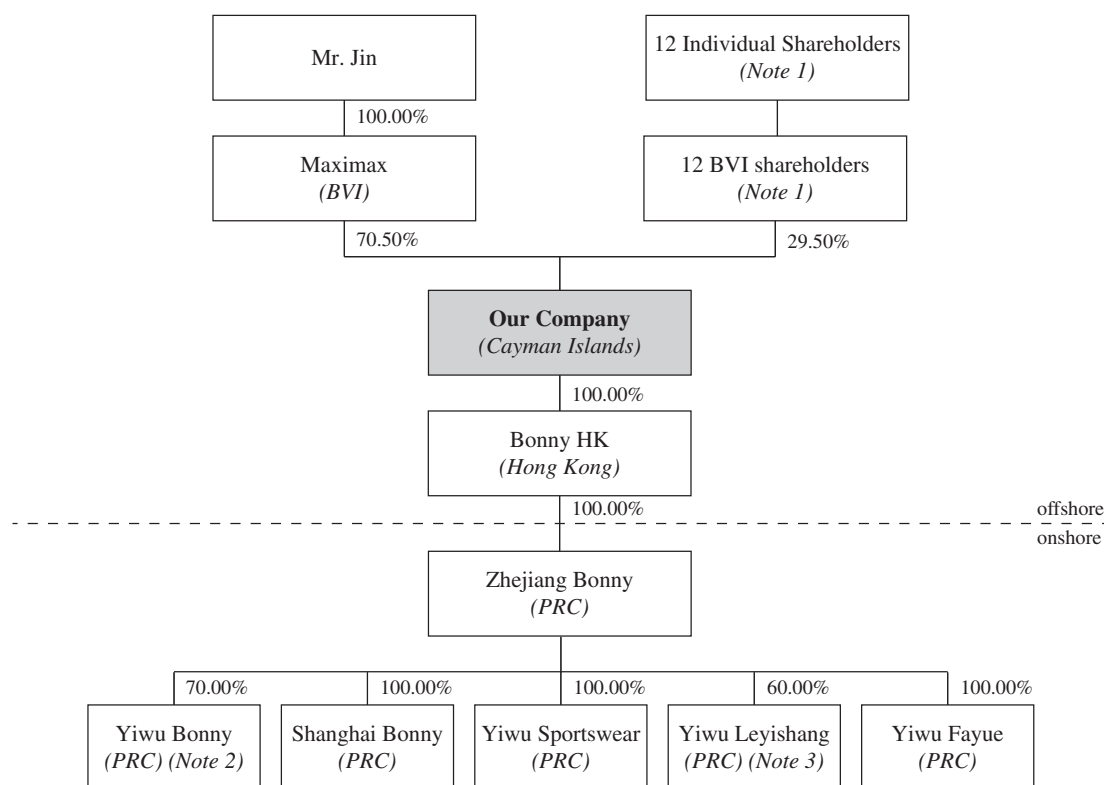 Mr. Jin
12 Individual Shareholders
(Note 1)
100.00%
Maximax
(BVI)
12 BVI shareholders
(Note 1)
70.50%
29.50%
Our Company
(Cayman Islands)
100.00%
Bonny HK
(Hong Kong)
100.00%
offshore
onshore
Zhejiang Bonny
(PRC)
70.00%
100.00%
100.00%
60.00%
100.00%
Yiwu Bonny
(PRC) (Note 2)
Shanghai Bonny
(PRC)
Yiwu Sportswear
(PRC)
Yiwu Leyishang
(PRC) (Note 3)
Yiwu Fayue
(PRC)